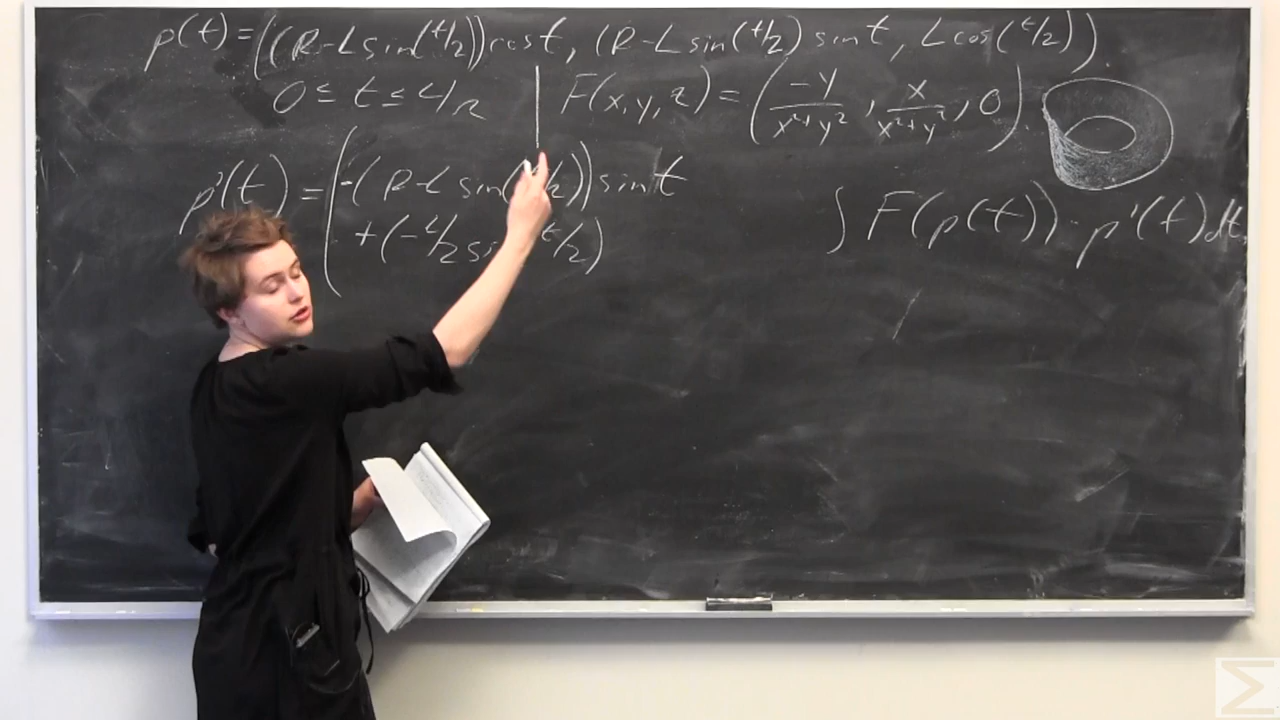 p(t) = ((R-L sin(t/2)) cos t, (R-L sin(t/2) sin t, L cos(t/2))
0 ≤ t ≤ 4π
F(x,y,z) = (-y/x²+y², x/x²+y², 0)
p'(t) = (-(R-L sin(t/2)) sin t
+(-L/2 sin t/2)
∫ F(p(t)) · p'(t) dt,
Σ